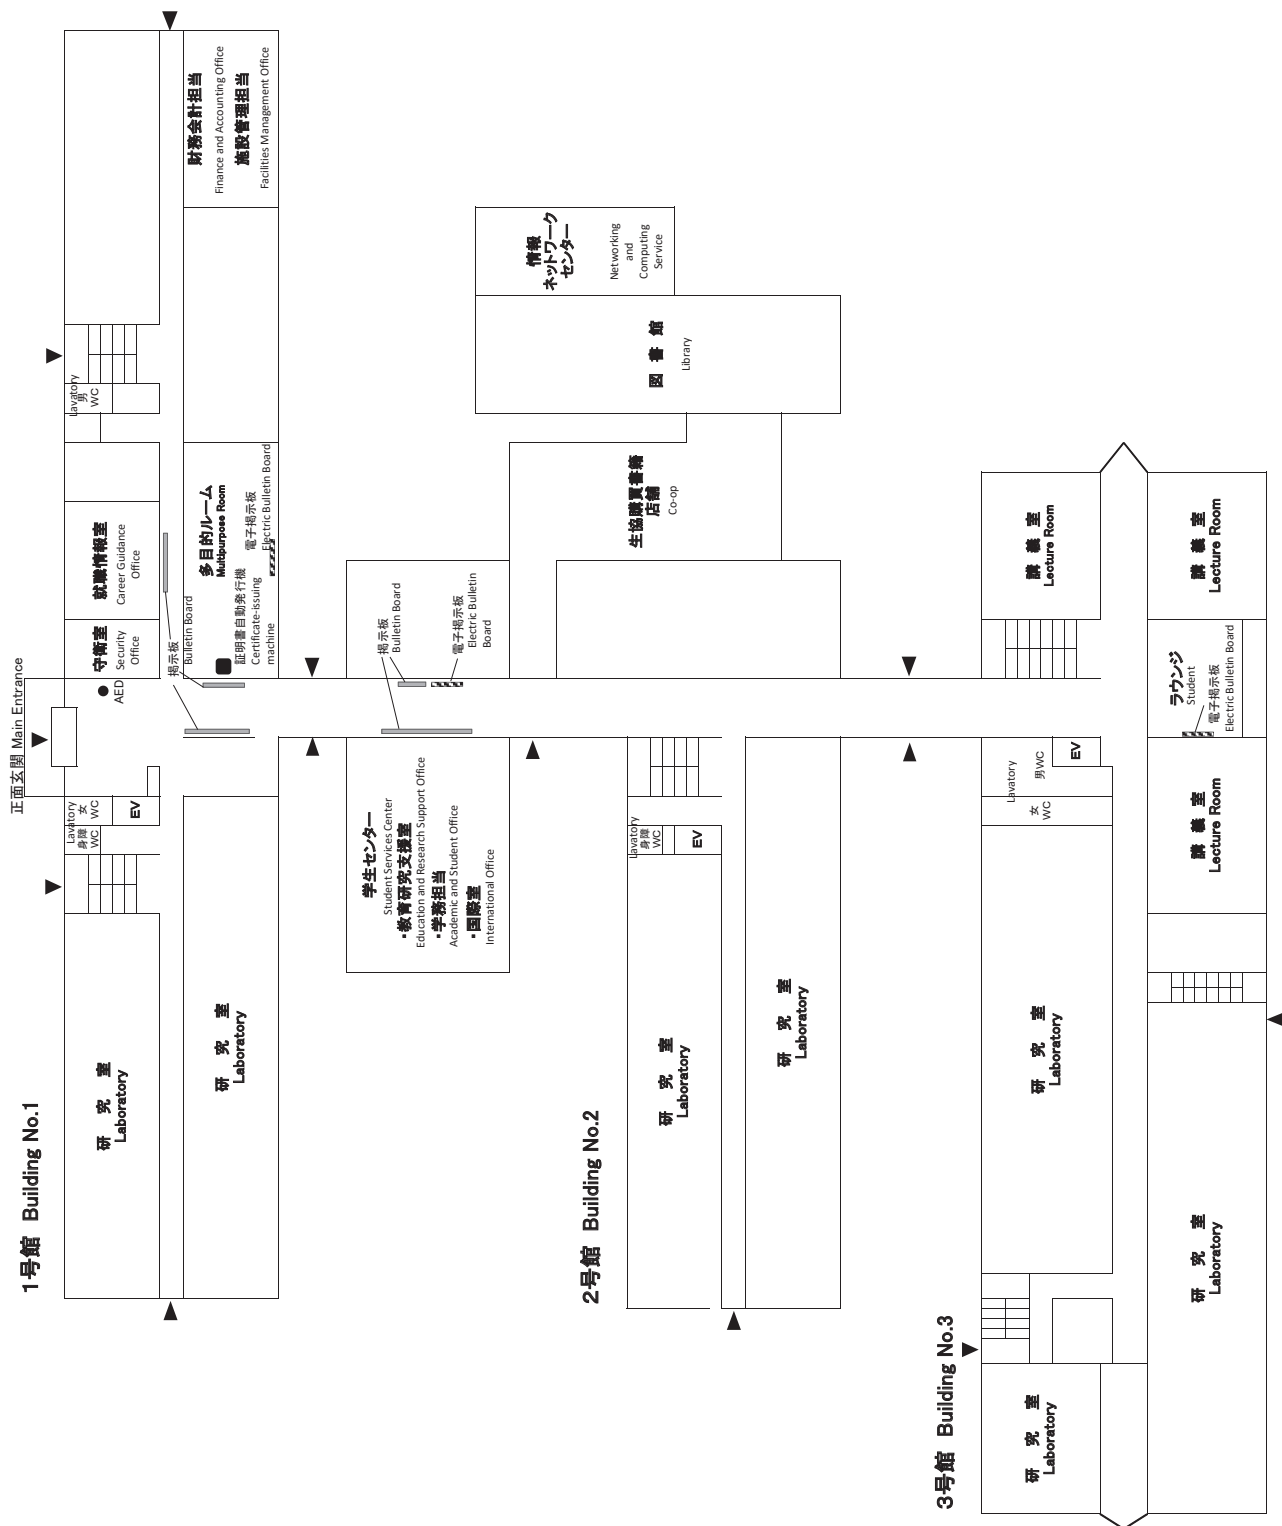 正面玄関 Main Entrance
1号館 Building No.1
研 究 室
Laboratory
Lavatory
身障
WC
女
WC
EV
AED
守衛室
Security
Office
就職情報室
Career Guidance
Office
Lavatory
男
WC
研 究 室
Laboratory
掲示板
Bulletin Board
証明書自動発行機
Certificate-issuing
machine
多目的ルーム
Multipurpose Room
電子掲示板
Electric Bulletin Board
財務会計担当
Finance and Accounting Office
施設管理担当
Facilities Management Office
学生センター
Student Services Center
・教育研究支援室
Education and Research Support Office
・学務担当
Academic and Student Office
・国際室
International Office
掲示板
Bulletin Board
電子掲示板
Electric Bulletin
Board
2号館 Building No.2
研 究 室
Laboratory
Lavatory
身障
WC
EV
研 究 室
Laboratory
生協購買書籍
店舗
Co-op
図 書 館
Library
情報
ネットワーク
センター
Networking
and
Computing
Service
3号館 Building No.3
研 究 室
Laboratory
研 究 室
Laboratory
Lavatory
女
WC
男WC
EV
講 義 室
Lecture Room
研 究 室
Laboratory
講 義 室
Lecture Room
ラウンジ
Student
電子掲示板
Electric Bulletin Board
講 義 室
Lecture Room